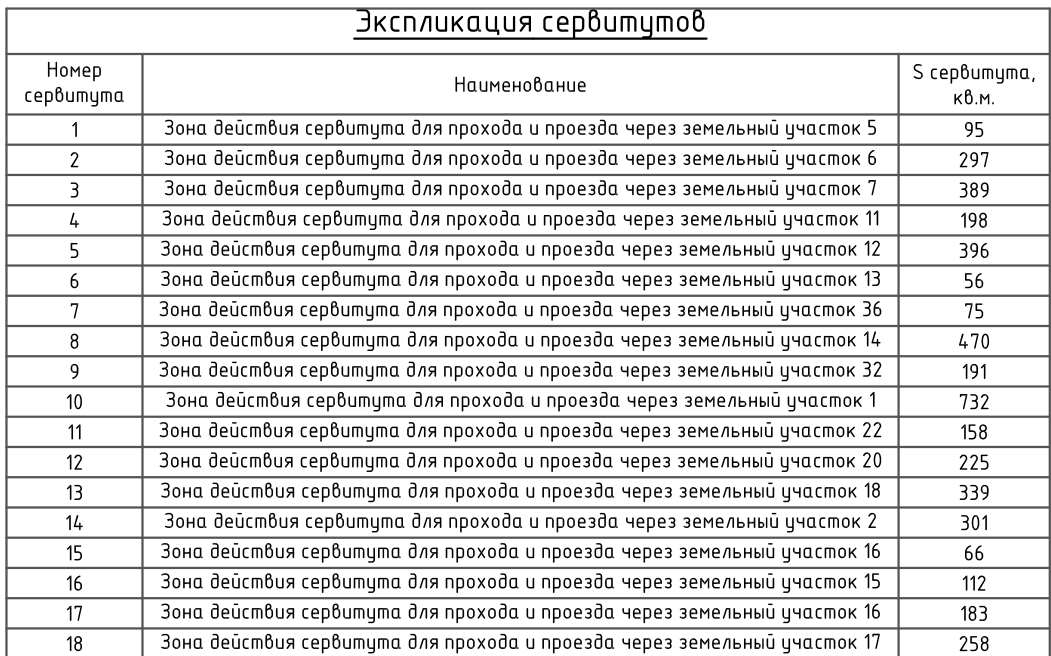 Экспликация сервитутов
Номер сервитута Наименование S сервитута, кв.м.
1 Зона действия сервитута для прохода и проезда через земельный участок 5 95
2 Зона действия сервитута для прохода и проезда через земельный участок 6 297
3 Зона действия сервитута для прохода и проезда через земельный участок 7 389
4 Зона действия сервитута для прохода и проезда через земельный участок 11 198
5 Зона действия сервитута для прохода и проезда через земельный участок 12 396
6 Зона действия сервитута для прохода и проезда через земельный участок 13 56
7 Зона действия сервитута для прохода и проезда через земельный участок 36 75
8 Зона действия сервитута для прохода и проезда через земельный участок 14 470
9 Зона действия сервитута для прохода и проезда через земельный участок 32 191
10 Зона действия сервитута для прохода и проезда через земельный участок 1 732
11 Зона действия сервитута для прохода и проезда через земельный участок 22 158
12 Зона действия сервитута для прохода и проезда через земельный участок 20 225
13 Зона действия сервитута для прохода и проезда через земельный участок 18 339
14 Зона действия сервитута для прохода и проезда через земельный участок 2 301
15 Зона действия сервитута для прохода и проезда через земельный участок 16 66
16 Зона действия сервитута для прохода и проезда через земельный участок 15 112
17 Зона действия сервитута для прохода и проезда через земельный участок 16 183
18 Зона действия сервитута для прохода и проезда через земельный участок 17 258